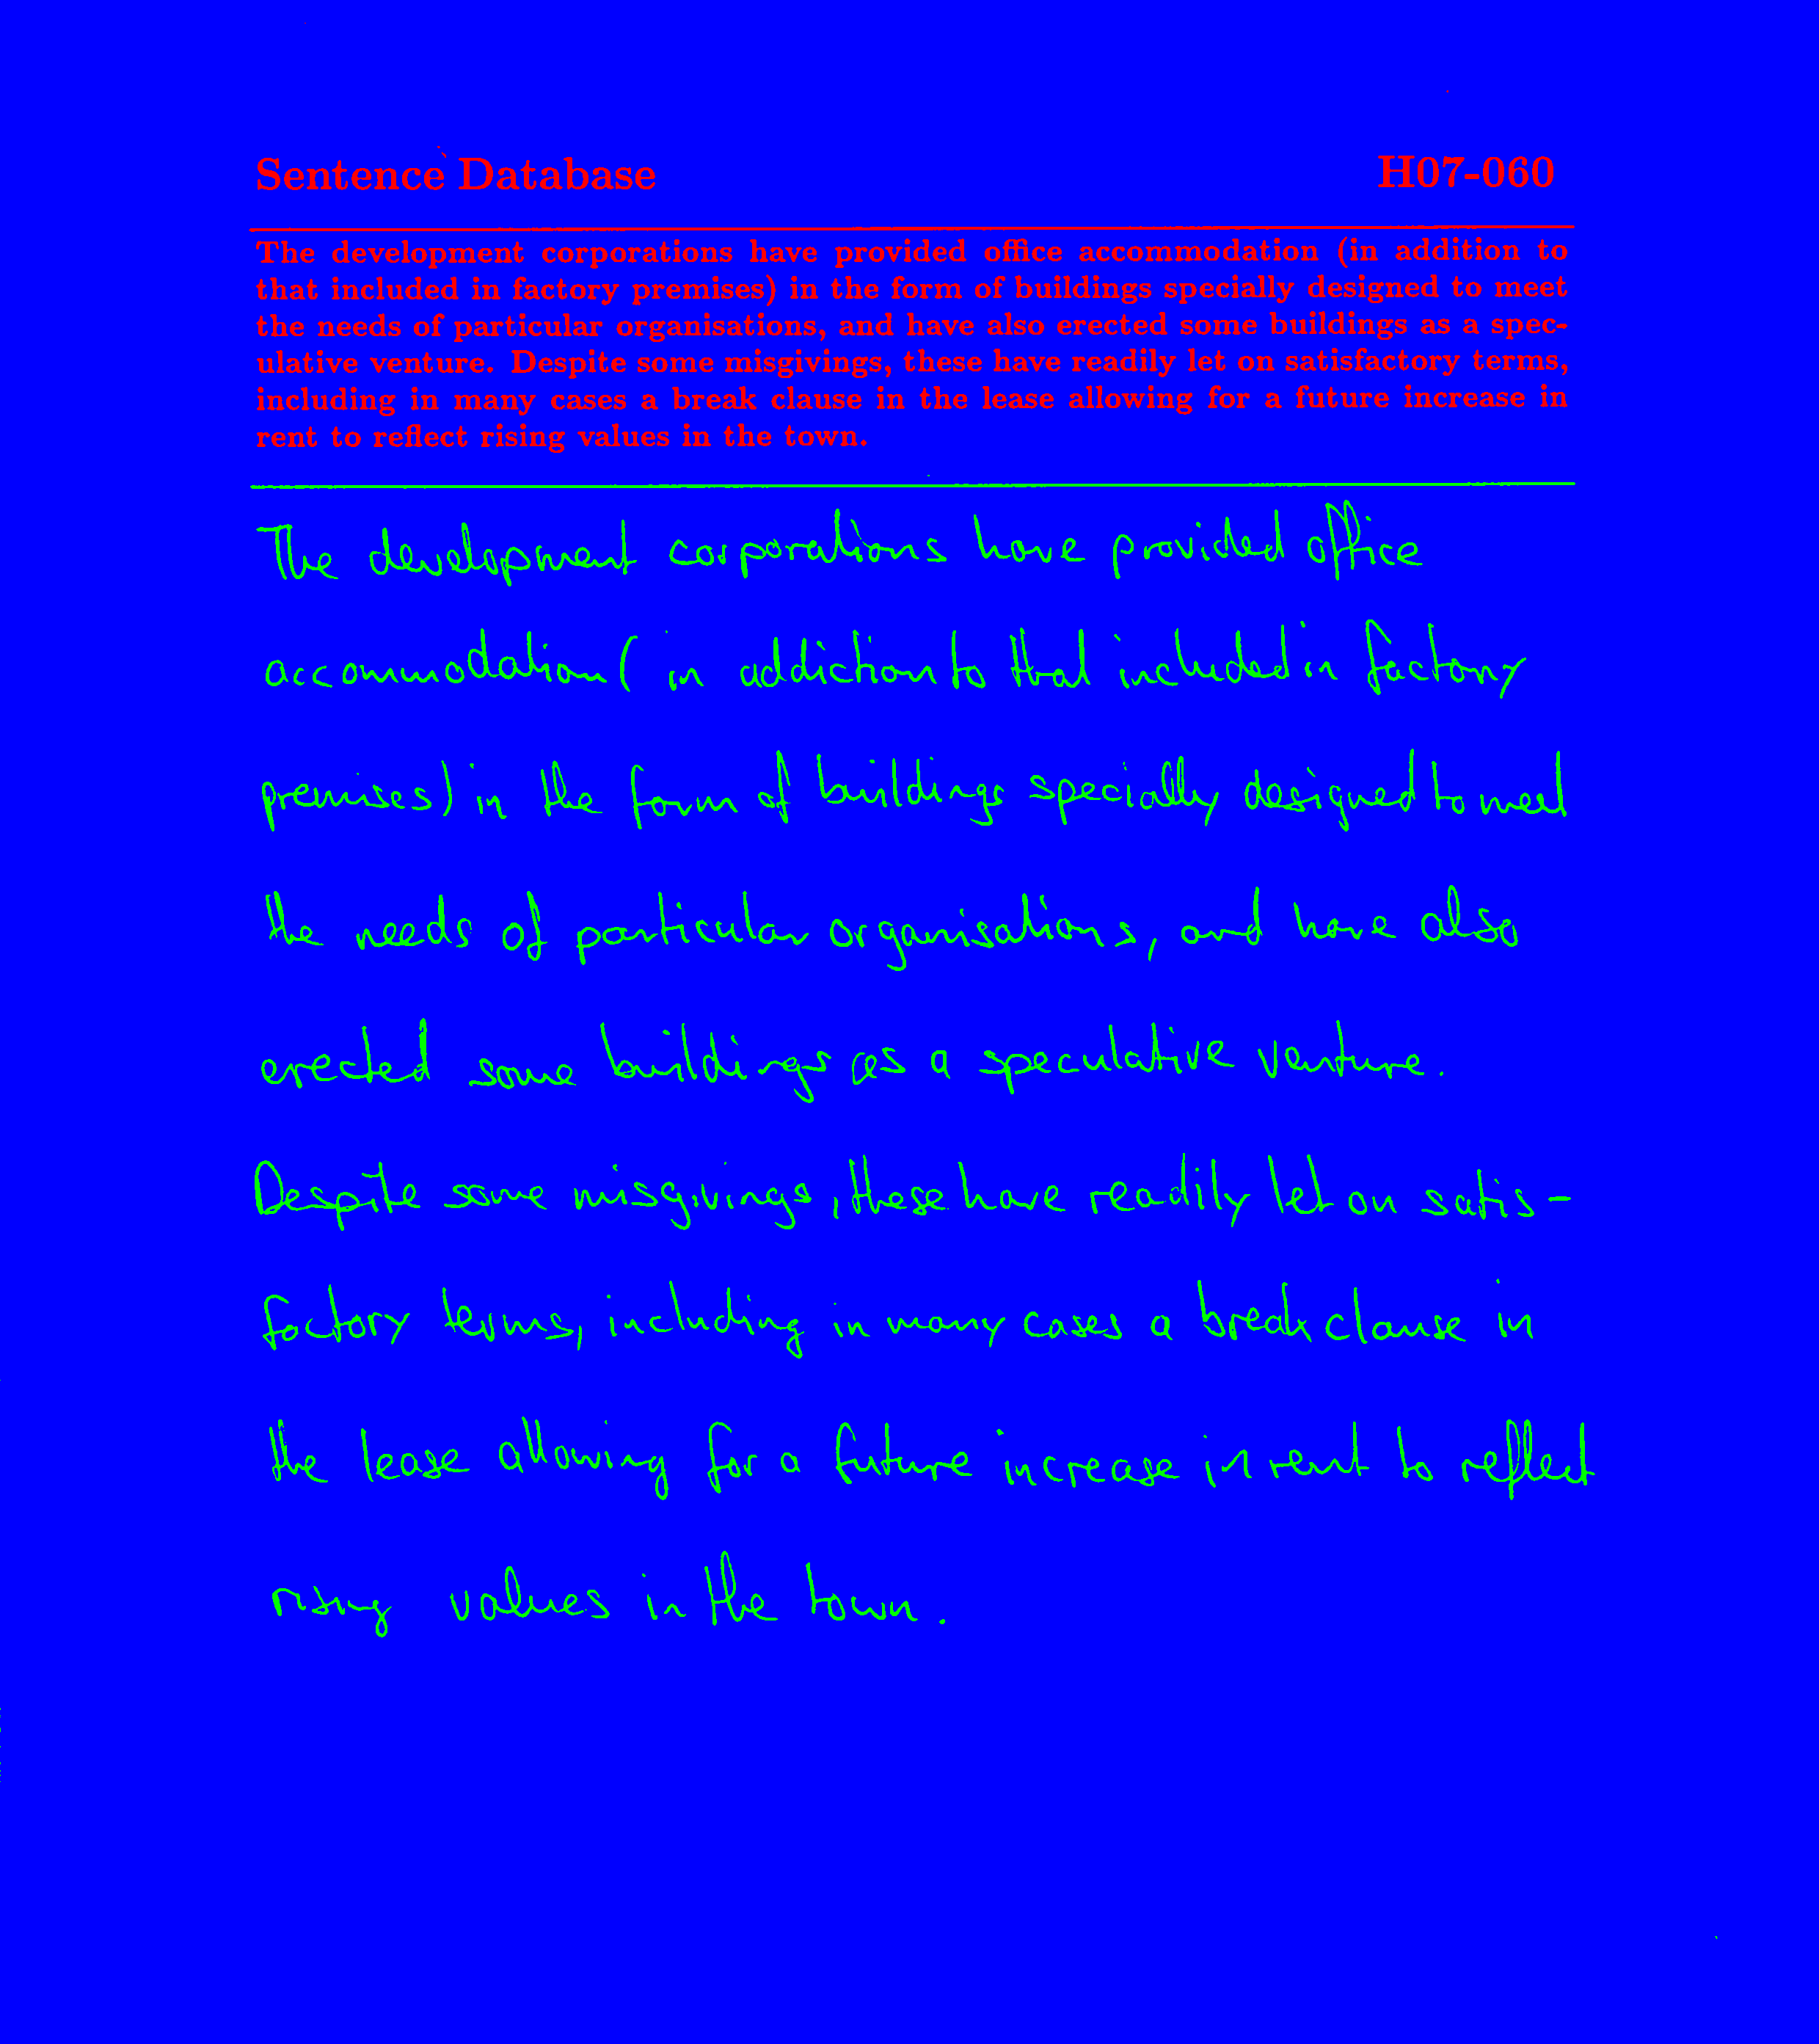 Sentence Database H07-060
The development corporations have provided office accommodation (in addition to
that included in factory premises) in the form of buildings specially designed to meet
the needs of particular organisations, and have also erected some buildings as a spec-
ulative venture. Despite some misgivings, these have readily let on satisfactory terms,
including in many cases a break clause in the lease allowing for a future increase in
rent to reflect rising values in the town.
The development corporations have provided office
accommodation ( in addiction to that included in factory
premises) in the form of buildings specially designed to meet
the needs of particular organisations, and have also
erected some buildings as a speculative venture.
Despite some misgivings, these have readily let on satis-
factory terms, including in many cases a break clause in
the lease allowing for a future increase in rent to reflect
rising values in the town.